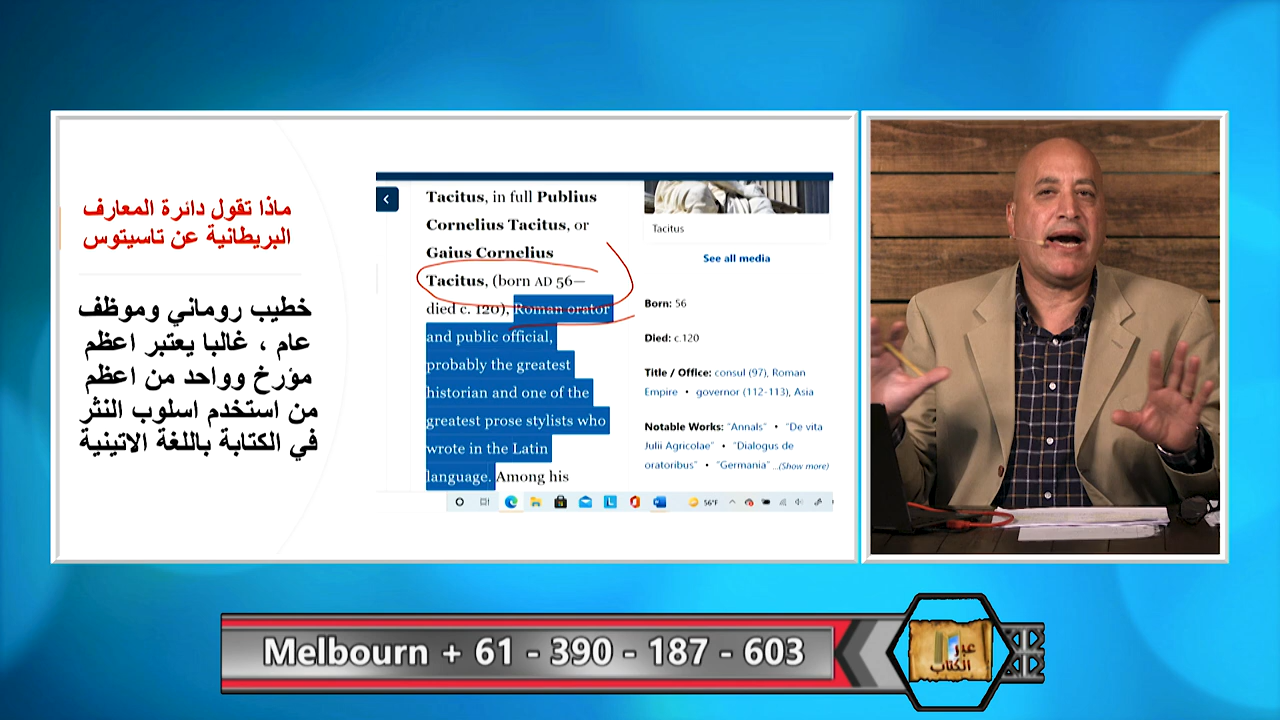 ماذا تقول دائرة المعارف
البريطانية عن تاسيتوس
خطيب روماني وموظف
عام ، غالبا يعتبر اعظم
مؤرخ وواحد من اعظم
من استخدم اسلوب النثر
في الكتابة باللغة الاتينية
Tacitus, in full Publius
Cornelius Tacitus, or
Gaius Cornelius
Tacitus, (born AD 56—
died c. 120), Roman orator
and public official,
probably the greatest
historian and one of the
greatest prose stylists who
wrote in the Latin
language. Among his
Tacitus
See all media
Born: 56
Died: c.120
Title / Office: consul (97), Roman
Empire • governor (112-113), Asia
Notable Works: “Annals” • “De vita
Julii Agricolae” • “Dialogus de
oratoribus” • “Germania” ...(Show more)
56°F
Melbourn + 61 - 390 - 187 - 603
عبر
الكتاب